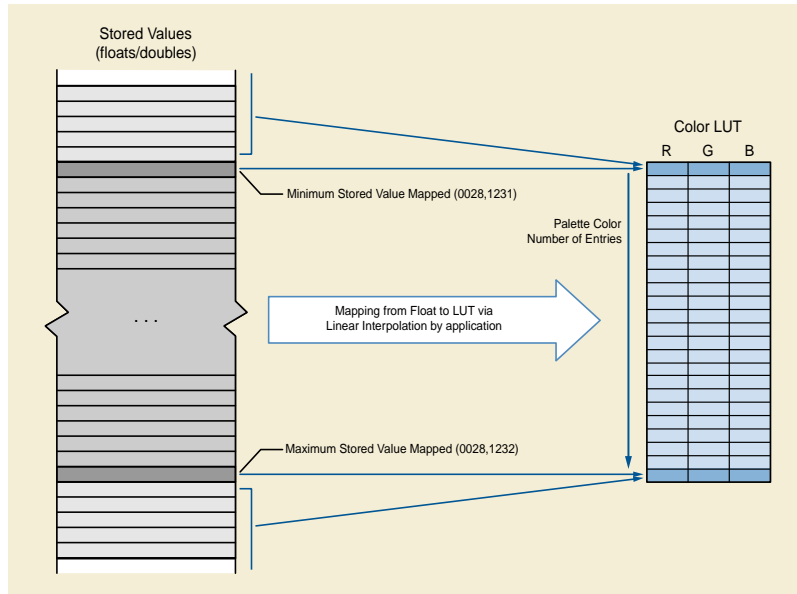 Stored Values
(floats/doubles)
Color LUT
R G B
Minimum Stored Value Mapped (0028,1231)
Palette Color
Number of Entries
. . .
Mapping from Float to LUT via
Linear Interpolation by application
Maximum Stored Value Mapped (0028,1232)